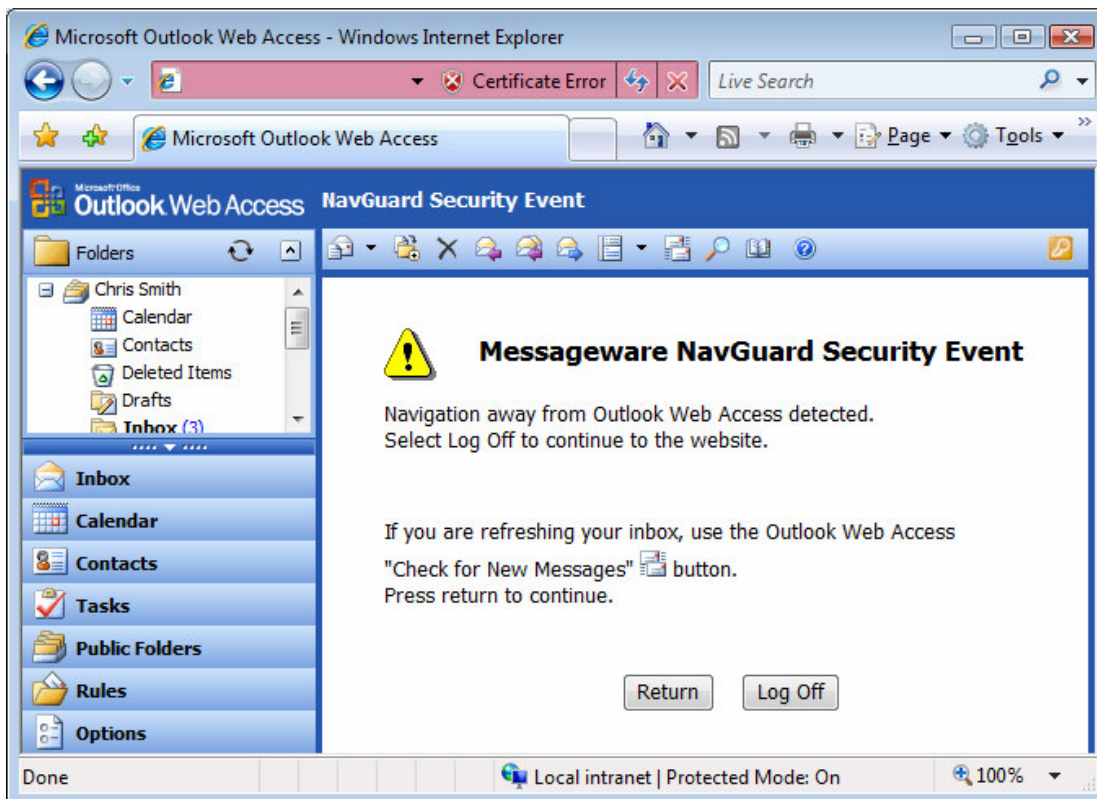 Microsoft Outlook Web Access - Windows Internet Explorer
Certificate Error
Live Search
Microsoft Outlook Web Access
Page
Tools
Microsoft Office
Outlook Web Access
NavGuard Security Event
Folders
Chris Smith
Calendar
Contacts
Deleted Items
Drafts
Inbox (3)
Inbox
Calendar
Contacts
Tasks
Public Folders
Rules
Options
Messageware NavGuard Security Event
Navigation away from Outlook Web Access detected.
Select Log Off to continue to the website.
If you are refreshing your inbox, use the Outlook Web Access
"Check for New Messages" button.
Press return to continue.
Return
Log Off
Done
Local intranet | Protected Mode: On
100%